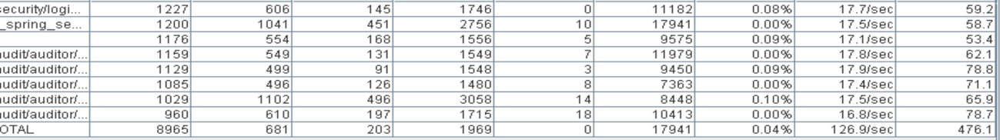 security/logi... 1227 606 145 1746 0 11182 0.08% 17.7/sec 59.2
_spring_se... 1200 1041 451 2756 10 17941 0.00% 17.5/sec 58.7
1176 554 168 1556 5 9575 0.09% 17.1/sec 53.4
audit/auditor/... 1159 549 131 1549 7 11979 0.00% 17.8/sec 62.1
audit/auditor/... 1129 499 91 1548 3 9450 0.09% 17.9/sec 78.8
audit/auditor/... 1085 496 126 1480 8 7363 0.00% 17.4/sec 71.1
audit/auditor/... 1029 1102 496 3058 14 8448 0.10% 17.5/sec 65.9
audit/auditor/... 960 610 197 1715 18 10413 0.00% 16.8/sec 78.7
OTAL 8965 681 203 1969 0 17941 0.04% 126.9/sec 476.1